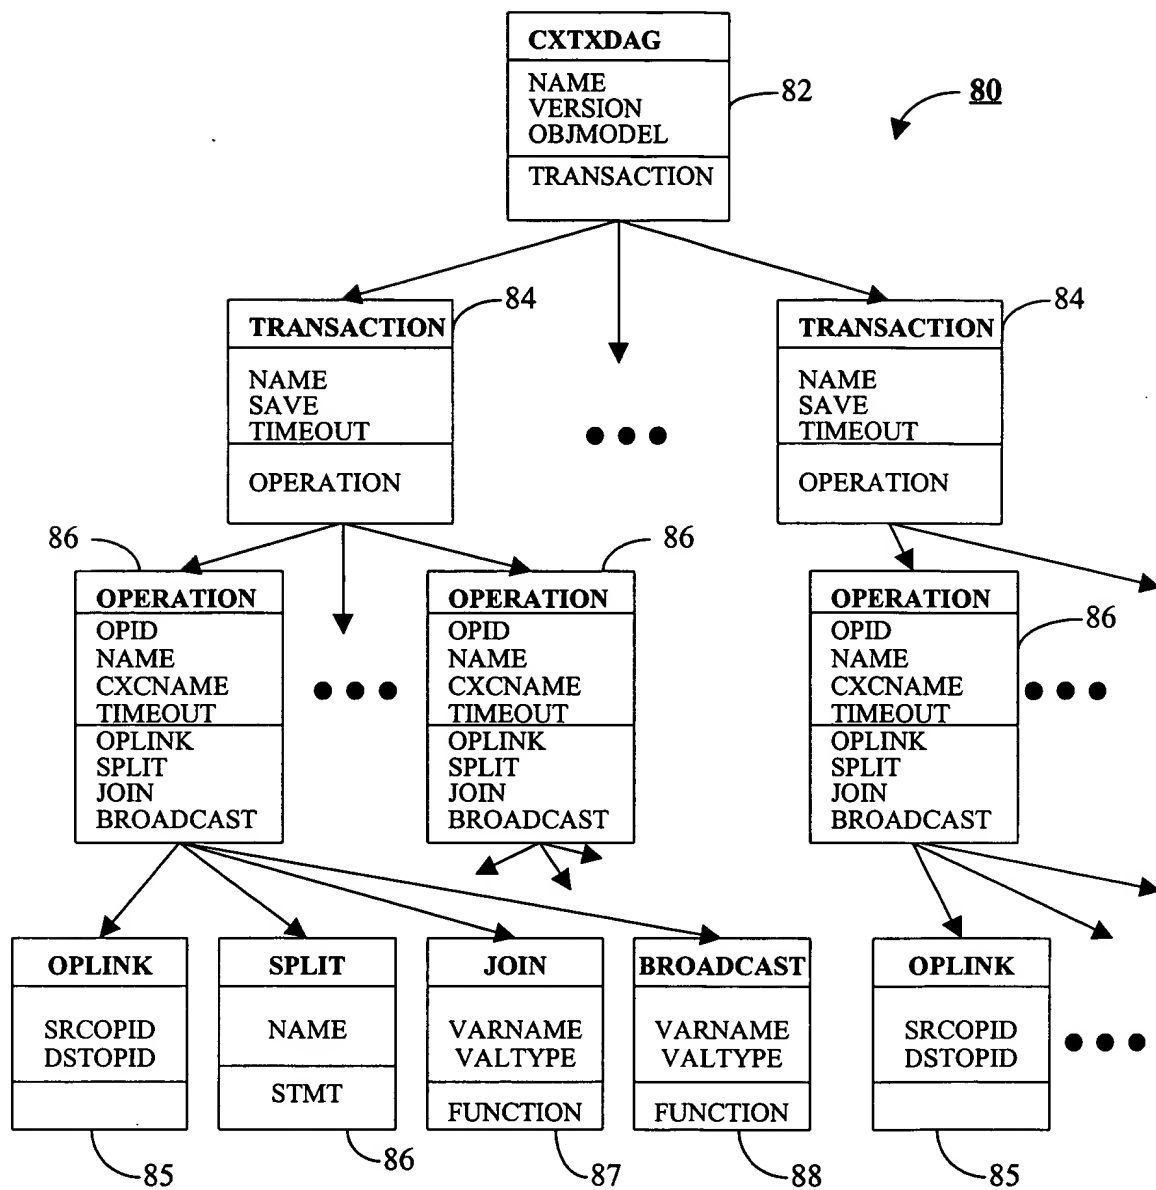 CXTXDAG
NAME
VERSION
OBJMODEL
TRANSACTION
82
80
TRANSACTION
NAME
SAVE
TIMEOUT
OPERATION
84
TRANSACTION
NAME
SAVE
TIMEOUT
OPERATION
84
86
OPERATION
OPID
NAME
CXCNAME
TIMEOUT
OPLINK
SPLIT
JOIN
BROADCAST
86
OPERATION
OPID
NAME
CXCNAME
TIMEOUT
OPLINK
SPLIT
JOIN
BROADCAST
OPERATION
OPID
NAME
CXCNAME
TIMEOUT
OPLINK
SPLIT
JOIN
BROADCAST
86
OPLINK
SRCOPID
DSTOPID
85
SPLIT
NAME
STMT
86
JOIN
VARNAME
VALTYPE
FUNCTION
87
BROADCAST
VARNAME
VALTYPE
FUNCTION
88
OPLINK
SRCOPID
DSTOPID
85